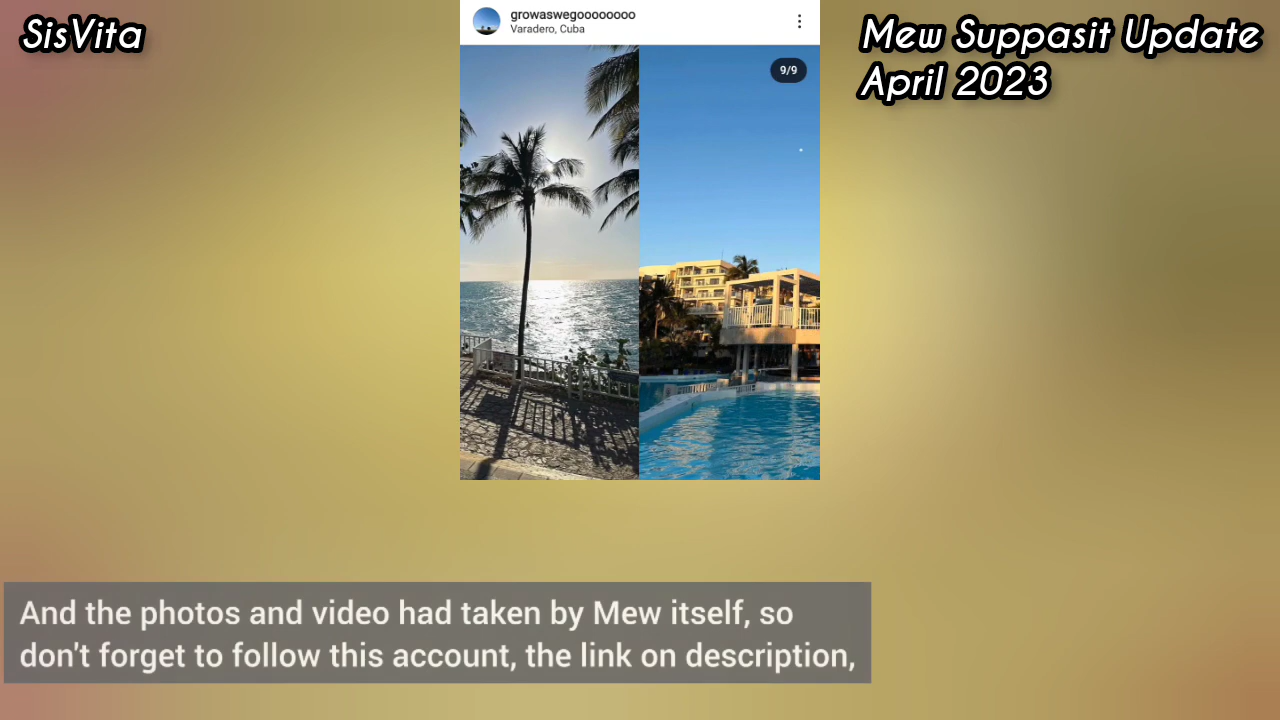 SisVita
growaswegoooooooo
Varadero, Cuba
9/9
Mew Suppasit Update
April 2023
And the photos and video had taken by Mew itself, so
don't forget to follow this account, the link on description,